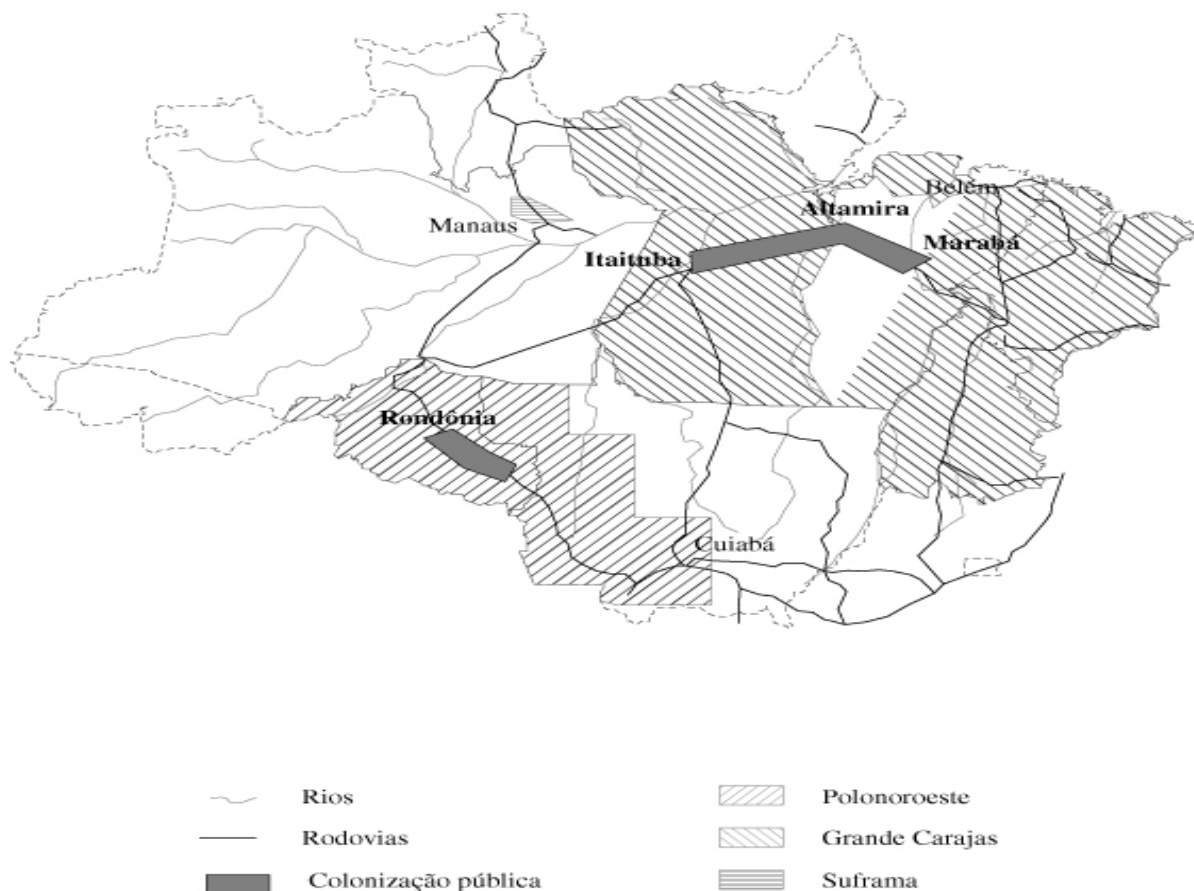 Belém
Altamira
Manaus
Marabá
Itaituba
Rondônia
Cuiabá
Rios
Polonoroeste
Rodovias
Grande Carajas
Colonização pública
Suframa